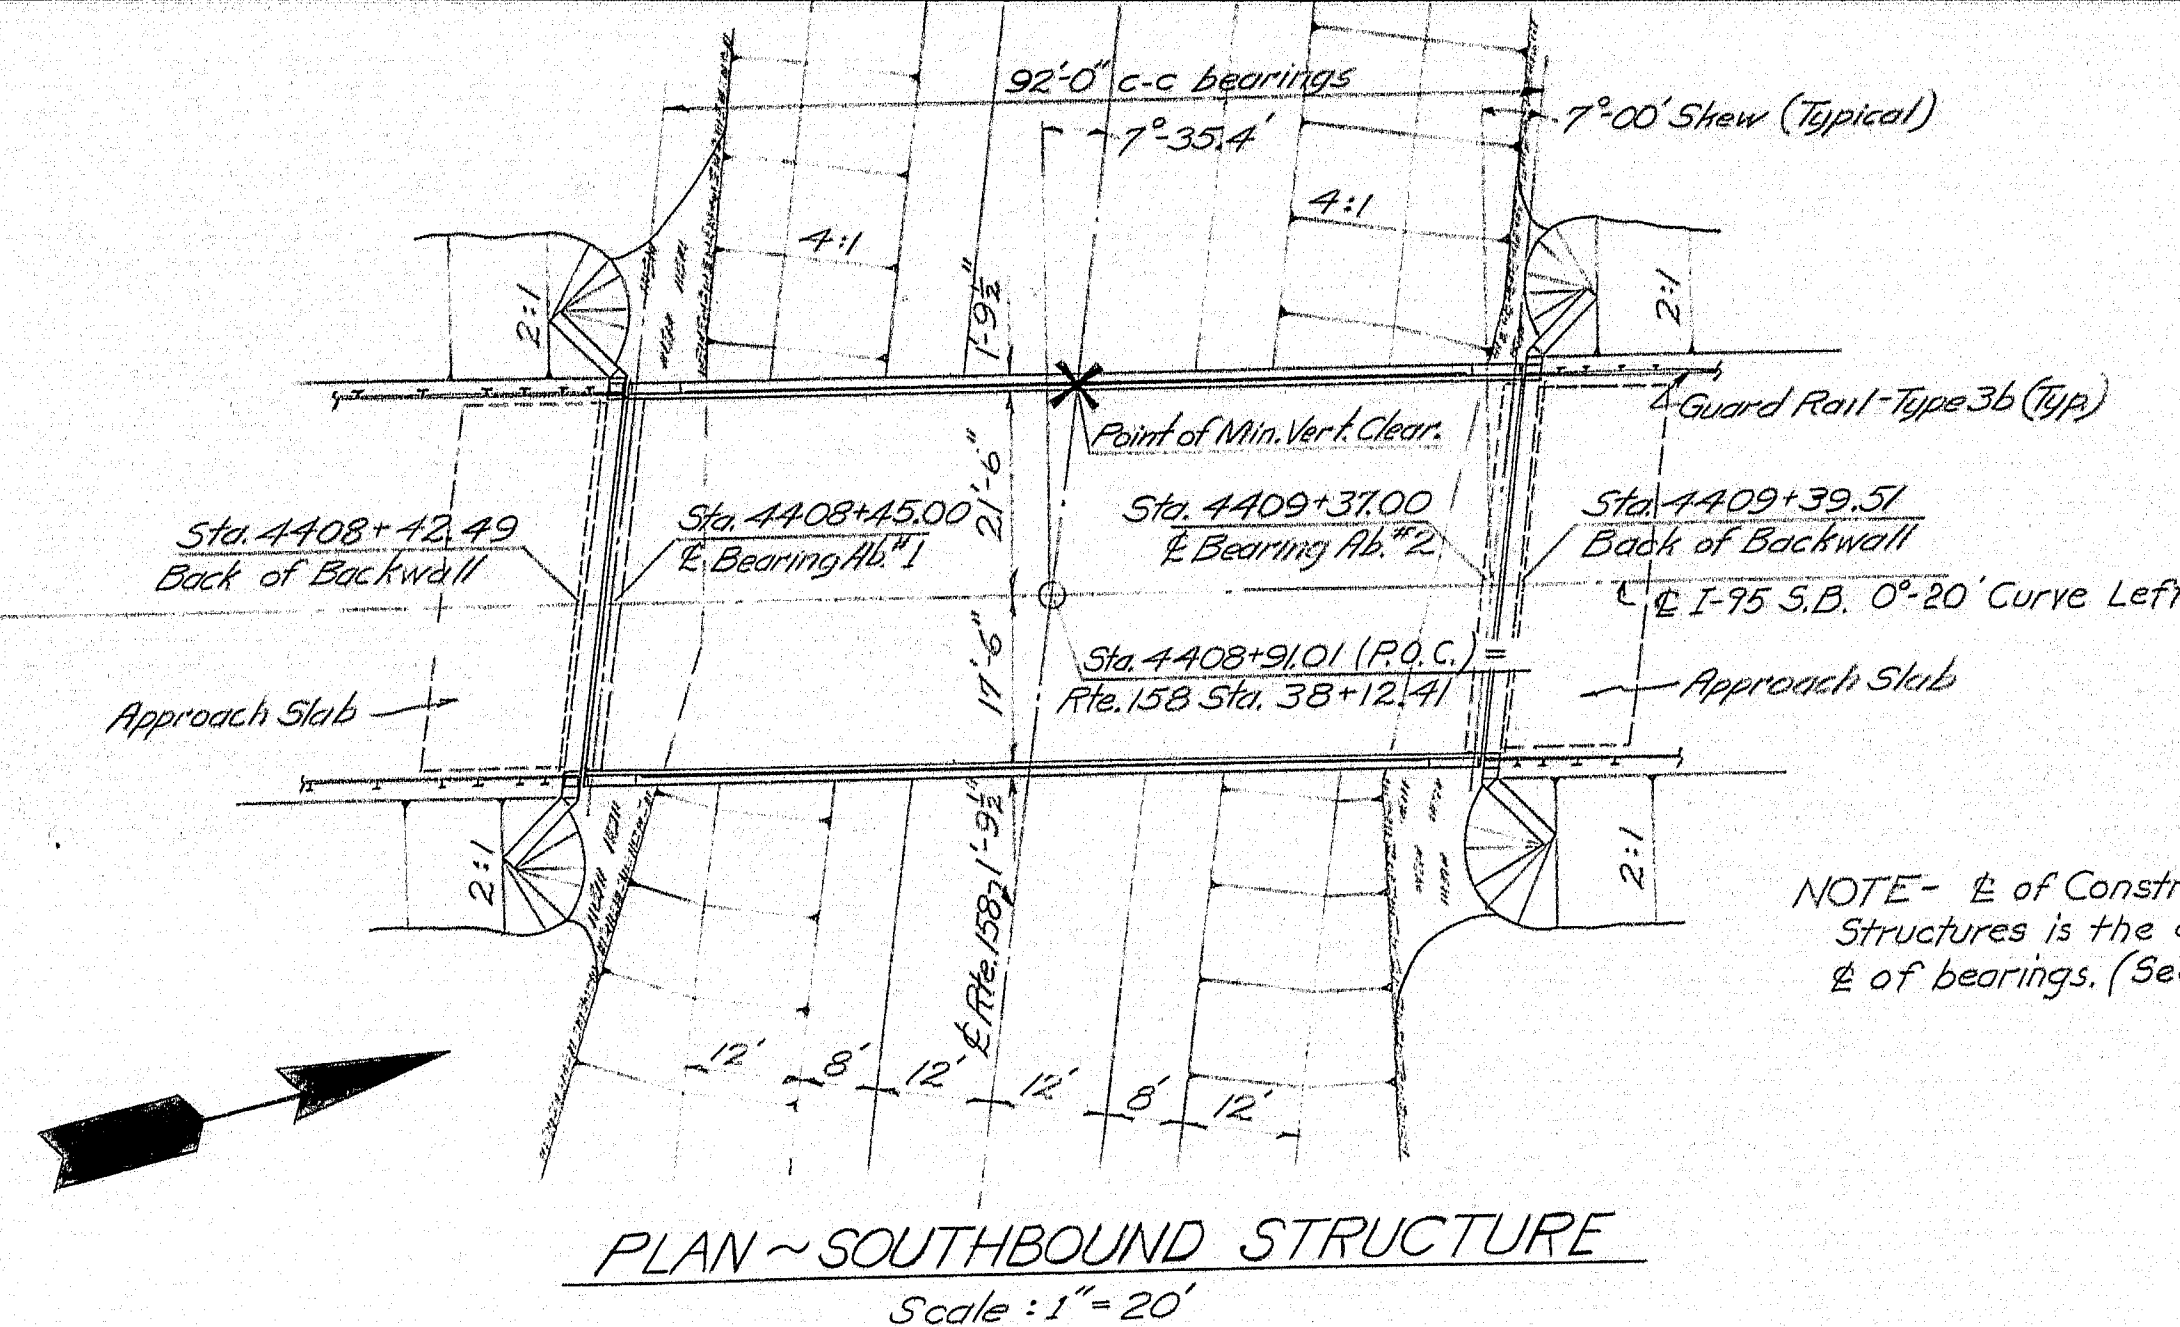 92'-0" c-c bearings
7°-00' Skew (Typical)
7°-35.4'
4:1
4:1
2:1
1'-9½"
2:1
Guard Rail-Type 3b (Typ.)
Point of Min. Vert. Clear.
21'-6"
Sta. 4408+42.49
Back of Backwall
Sta. 4408+45.00
℄ Bearing Ab. #1
Sta. 4409+37.00
℄ Bearing Ab. #2
Sta. 4409+39.51
Back of Backwall
℄ I-95 S.B. 0°-20' Curve Left
17'-6"
Sta. 4408+91.01 (P.O.C.) =
Rte. 158 Sta. 38+12.41
Approach Slab
Approach Slab
2:1
1'-9½"
2:1
℄ Rte. 158
NOTE- ℄ of Constr
Structures is the
℄ of bearings. (See
12' 8' 12' 12' 8' 12'
PLAN ~ SOUTHBOUND STRUCTURE
Scale : 1" = 20'